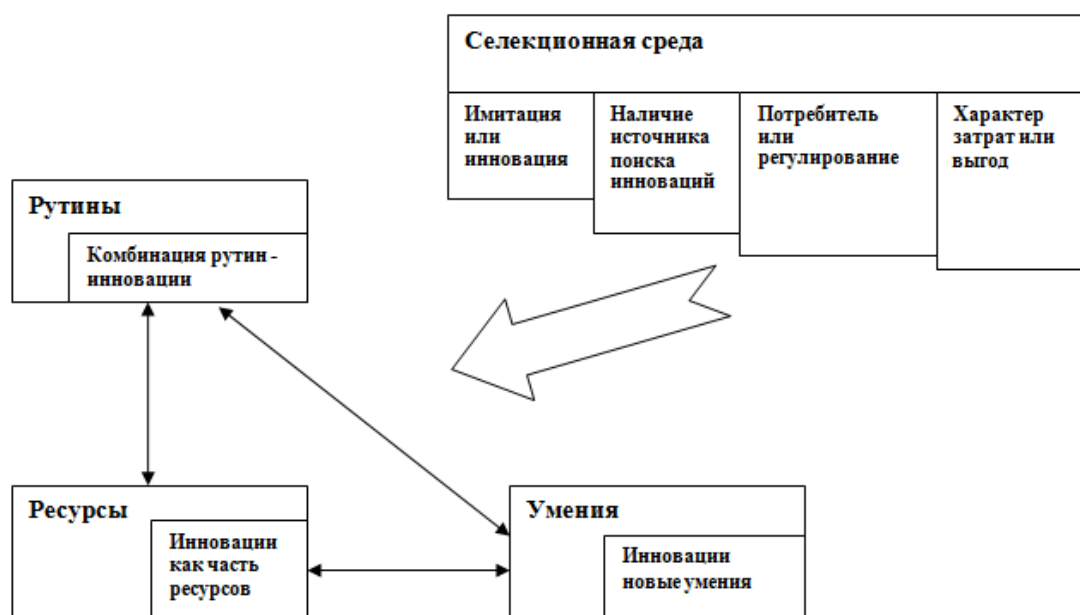 Селекционная среда
Имитация
или
инновация
Наличие
источника
поиска
инноваций
Потребитель
или
регулирование
Характер
затрат или
выгод
Рутины
Комбинация рутин -
инновации
Ресурсы
Инновации
как часть
ресурсов
Умения
Инновации
новые умения